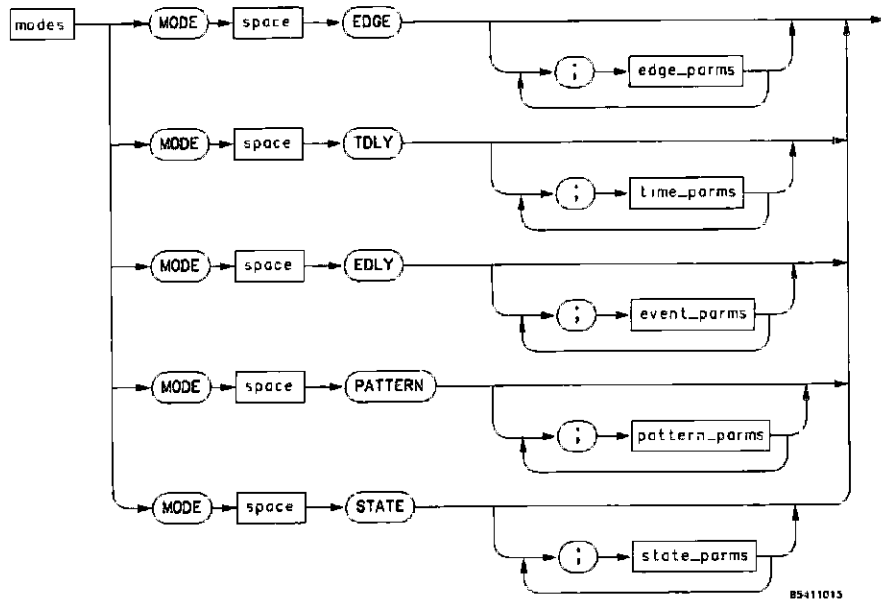 modes MODE space EDGE
; edge_parms
MODE space TDLY
; time_parms
MODE space EDLY
; event_parms
MODE space PATTERN
; pattern_parms
MODE space STATE
; state_parms
85411013